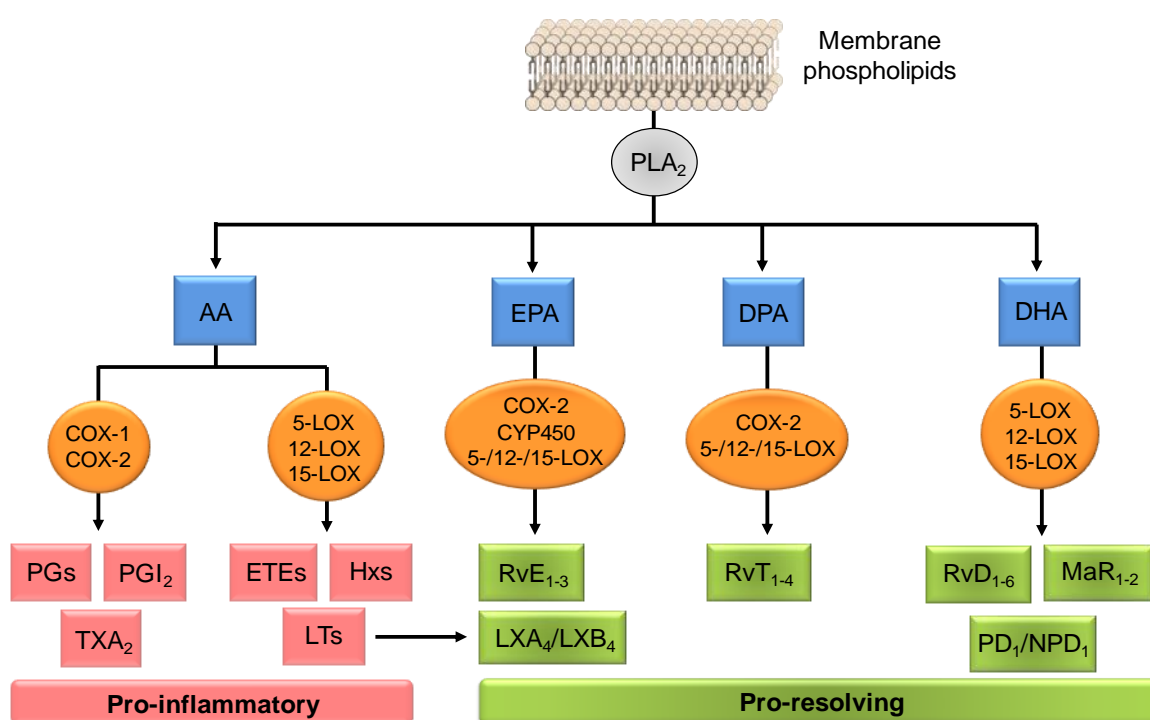 Membrane
phospholipids
PLA₂
AA
EPA
DPA
DHA
COX-1
COX-2
5-LOX
12-LOX
15-LOX
COX-2
CYP450
5-/12-/15-LOX
COX-2
5-/12-/15-LOX
5-LOX
12-LOX
15-LOX
PGs
PGI₂
TXA₂
ETEs
Hxs
LTs
RvE₁₋₃
LXA₄/LXB₄
RvT₁₋₄
RvD₁₋₆
MaR₁₋₂
PD₁/NPD₁
Pro-inflammatory
Pro-resolving